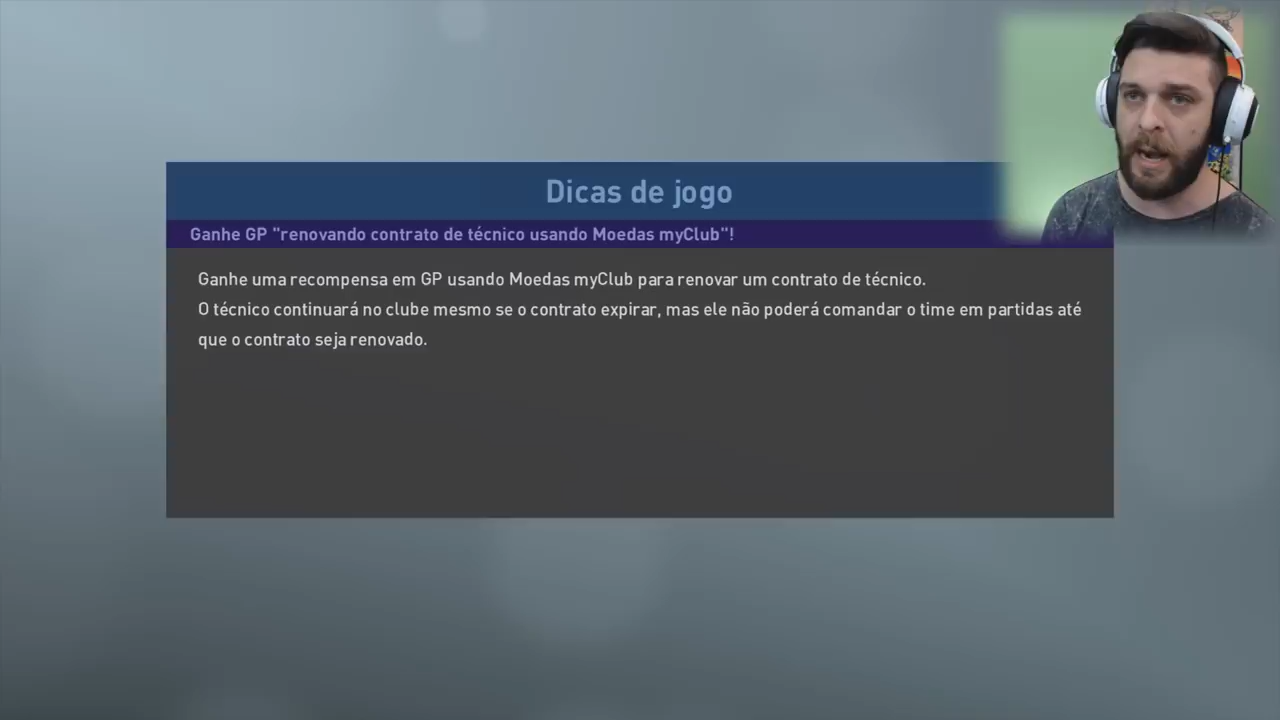 Dicas de jogo
Ganhe GP "renovando contrato de técnico usando Moedas myClub"!
Ganhe uma recompensa em GP usando Moedas myClub para renovar um contrato de técnico.
O técnico continuará no clube mesmo se o contrato expirar, mas ele não poderá comandar o time em partidas até
que o contrato seja renovado.